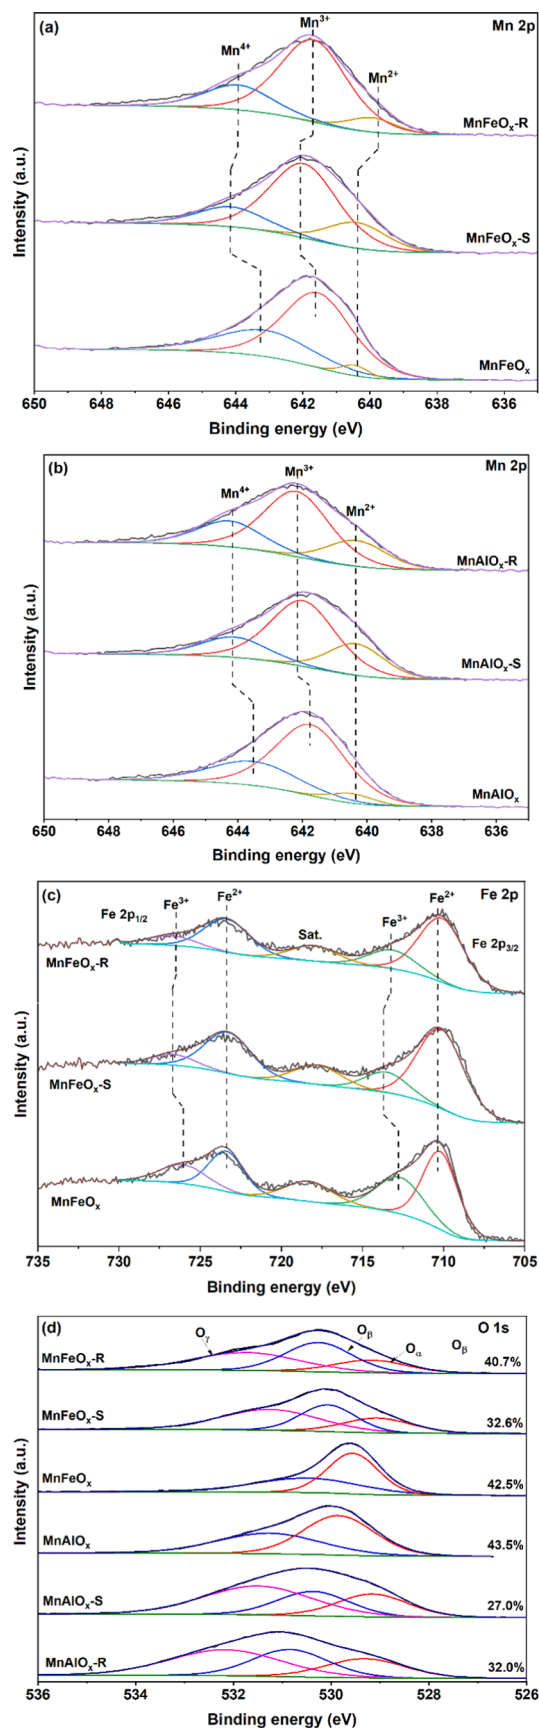 (a)
Mn 2p
Mn³⁺
Mn⁴⁺
Mn²⁺
MnFeOₓ-R
MnFeOₓ-S
MnFeOₓ
Intensity (a.u.)
650 648 646 644 642 640 638 636
Binding energy (eV)
(b)
Mn 2p
Mn³⁺
Mn⁴⁺
Mn²⁺
MnAlOₓ-R
MnAlOₓ-S
MnAlOₓ
Intensity (a.u.)
650 648 646 644 642 640 638 636
Binding energy (eV)
(c)
Fe 2p
Fe 2p₁/₂
Fe³⁺
Fe²⁺
Sat.
Fe³⁺
Fe²⁺
Fe 2p₃/₂
MnFeOₓ-R
MnFeOₓ-S
MnFeOₓ
Intensity (a.u.)
735 730 725 720 715 710 705
Binding energy (eV)
(d)
O 1s
Oᵧ
Oᵦ
Oα
Oᵦ
MnFeOₓ-R
40.7%
MnFeOₓ-S
32.6%
MnFeOₓ
42.5%
MnAlOₓ
43.5%
MnAlOₓ-S
27.0%
MnAlOₓ-R
32.0%
Intensity (a.u.)
536 534 532 530 528 526
Binding energy (eV)